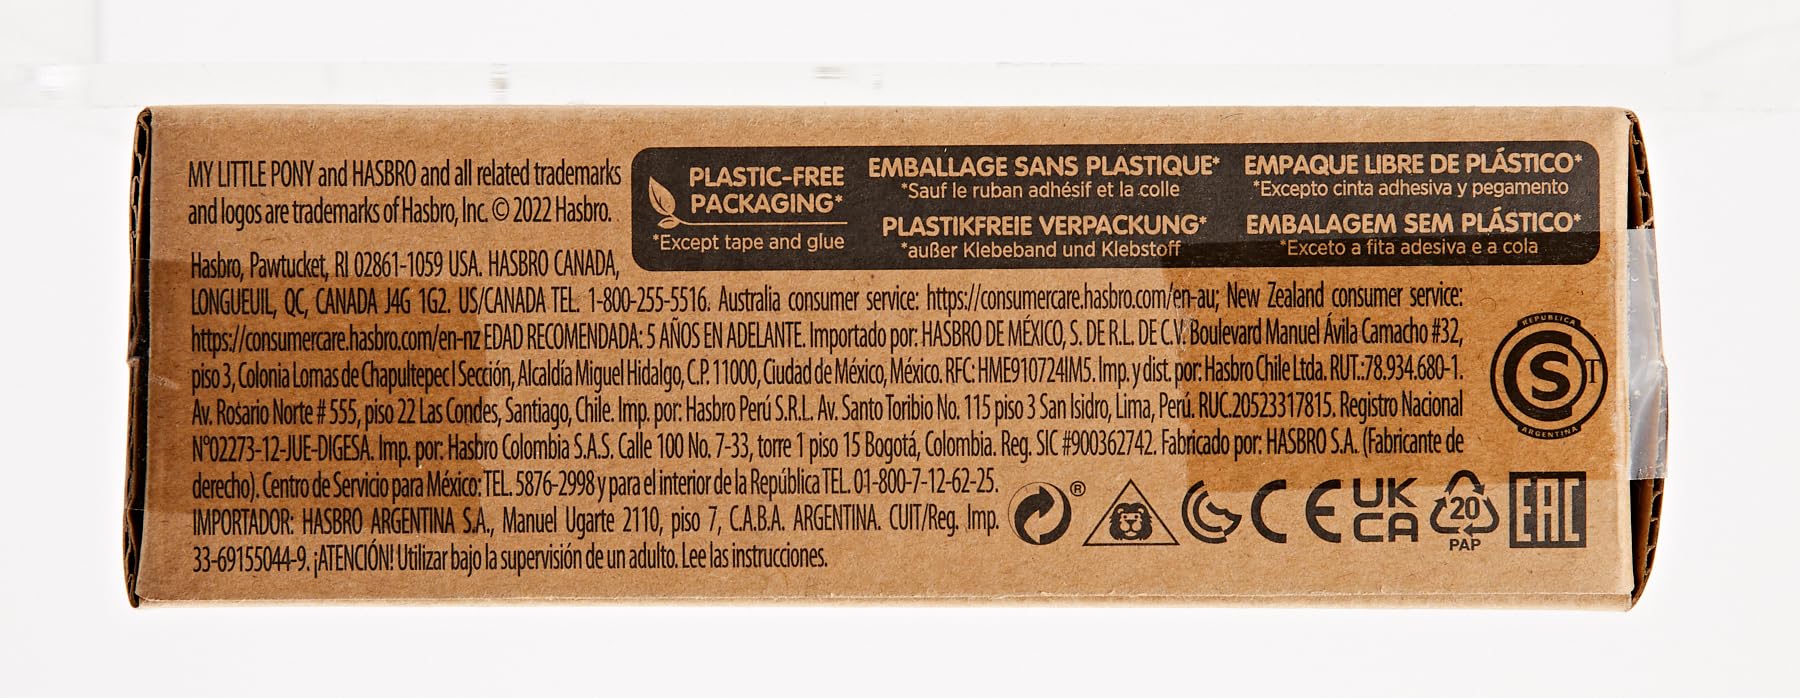 MY LITTLE PONY and HASBRO and all related trademarks
and logos are trademarks of Hasbro, Inc. © 2022 Hasbro.
PLASTIC-FREE
PACKAGING*
*Except tape and glue
EMBALLAGE SANS PLASTIQUE*
*Sauf le ruban adhésif et la colle
PLASTIKFREIE VERPACKUNG*
*außer Klebeband und Klebstoff
EMPAQUE LIBRE DE PLÁSTICO*
*Excepto cinta adhesiva y pegamento
EMBALAGEM SEM PLÁSTICO*
*Exceto a fita adesiva e a cola
Hasbro, Pawtucket, RI 02861-1059 USA. HASBRO CANADA,
LONGUEUIL, QC, CANADA J4G 1G2. US/CANADA TEL. 1-800-255-5516. Australia consumer service: https://consumercare.hasbro.com/en-au; New Zealand consumer service:
https://consumercare.hasbro.com/en-nz EDAD RECOMENDADA: 5 AÑOS EN ADELANTE. Importado por: HASBRO DE MÉXICO, S. DE R.L. DE C.V. Boulevard Manuel Ávila Camacho #32,
piso 3, Colonia Lomas de Chapultepec I Sección, Alcaldía Miguel Hidalgo, C.P. 11000, Ciudad de México, México. RFC: HME910724IM5. Imp. y dist. por: Hasbro Chile Ltda. RUT.:78.934.680-1.
Av. Rosario Norte # 555, piso 22 Las Condes, Santiago, Chile. Imp. por: Hasbro Perú S.R.L. Av. Santo Toribio No. 115 piso 3 San Isidro, Lima, Perú. RUC.20523317815. Registro Nacional
N°02273-12-JUE-DIGESA. Imp. por: Hasbro Colombia S.A.S. Calle 100 No. 7-33, torre 1 piso 15 Bogotá, Colombia. Reg. SIC #900362742. Fabricado por: HASBRO S.A. (Fabricante de
derecho). Centro de Servicio para México: TEL. 5876-2998 y para el interior de la República TEL. 01-800-7-12-62-25.
IMPORTADOR: HASBRO ARGENTINA S.A., Manuel Ugarte 2110, piso 7, C.A.B.A. ARGENTINA. CUIT/Reg. Imp.
33-69155044-9. ¡ATENCIÓN! Utilizar bajo la supervisión de un adulto. Lee las instrucciones.
REPUBLICA
S T
ARGENTINA
®
CE
UK
CA
20
PAP
EAC